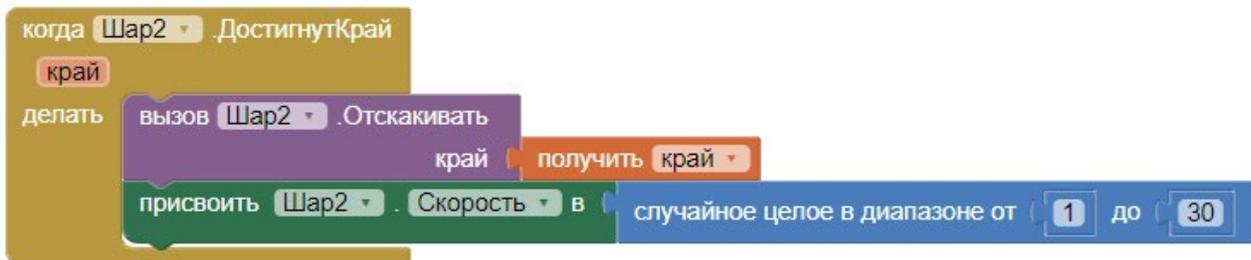 когда Шар2 .ДостигнутКрай
край
делать вызов Шар2 .Отскакивать
край получить край
присвоить Шар2 . Скорость в случайное целое в диапазоне от 1 до 30